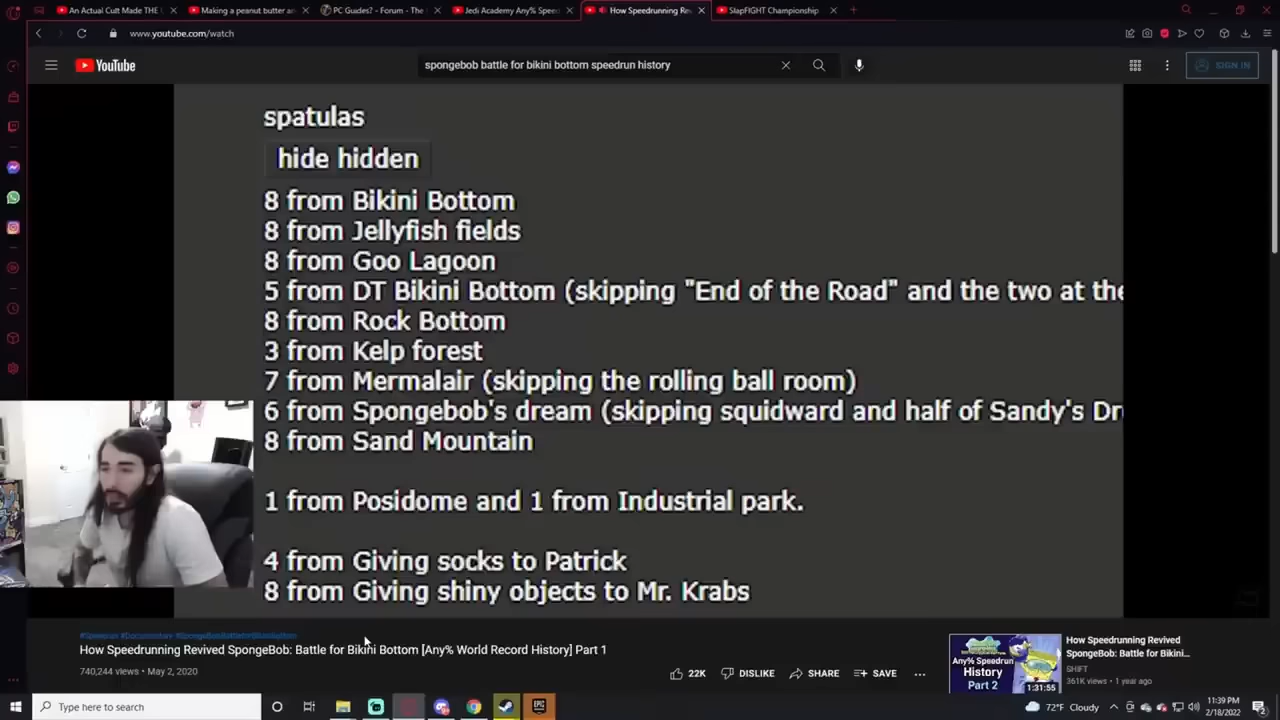 An Actual Cult Made THE
Making a peanut butter an
PC Guides? - Forum - The
Jedi Academy Any% Speed
How Speedrunning Rev
SlapFIGHT Championship
www.youtube.com/watch
YouTube
spongebob battle for bikini bottom speedrun history
SIGN IN
spatulas
hide hidden
8 from Bikini Bottom
8 from Jellyfish fields
8 from Goo Lagoon
5 from DT Bikini Bottom (skipping "End of the Road" and the two at the
8 from Rock Bottom
3 from Kelp forest
7 from Mermalair (skipping the rolling ball room)
6 from Spongebob's dream (skipping squidward and half of Sandy's Dr
8 from Sand Mountain
1 from Posidome and 1 from Industrial park.
4 from Giving socks to Patrick
8 from Giving shiny objects to Mr. Krabs
#Speedrun #Documentary #SpongeBobBattleforBikiniBottom
How Speedrunning Revived SpongeBob: Battle for Bikini Bottom [Any% World Record History] Part 1
740,244 views • May 2, 2020
22K
DISLIKE
SHARE
SAVE
Any% Speedrun
History
Part 2
1:31:55
How Speedrunning Revived
SpongeBob: Battle for Bikini...
SHIFT
361K views • 1 year ago
Type here to search
72°F Cloudy
11:39 PM
2/18/2022